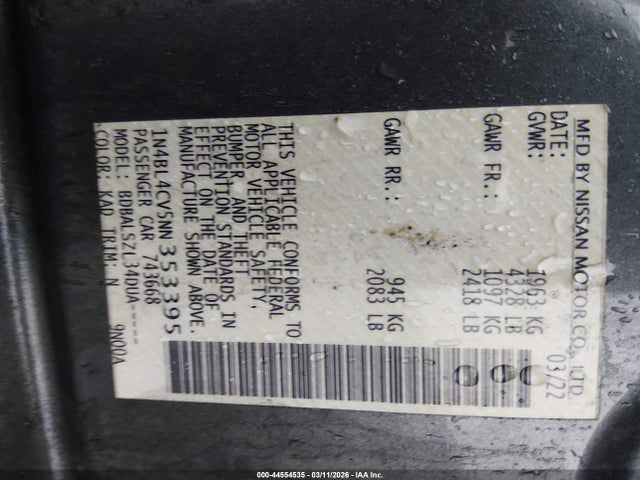 MFD BY NISSAN MOTOR CO., LTD.
DATE: 03/22
GVWR: 1963 KG
4328 LB
GAWR FR.: 1097 KG
2418 LB
GAWR RR.: 945 KG
2083 LB
THIS VEHICLE CONFORMS TO
ALL APPLICABLE FEDERAL
MOTOR VEHICLE SAFETY,
BUMPER AND THEFT
PREVENTION STANDARDS IN
EFFECT ON THE DATE OF
MANUFACTURE SHOWN ABOVE.
1N4BL4CV5NN353395
PASSENGER CAR 743668
MODEL: BDBALSZL34DUA-----
COLOR: KAD TRIM: N 9N02A
000-44554535 - 03/11/2026 - IAA Inc.